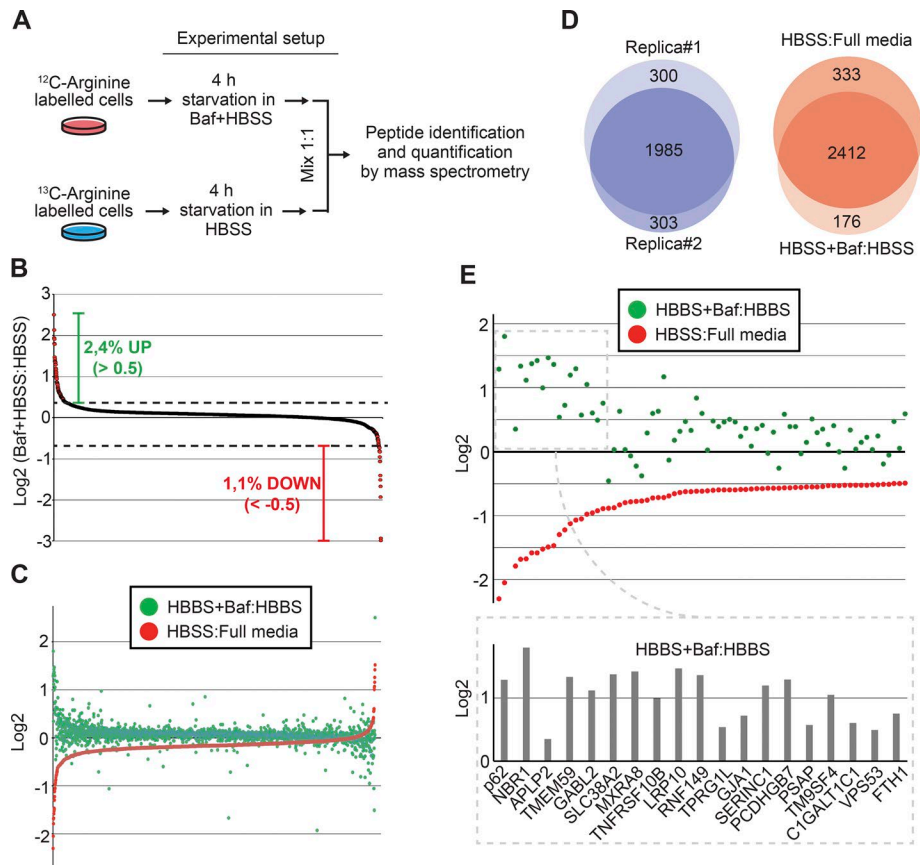 A
Experimental setup
¹²C-Arginine
labelled cells
4 h
starvation in
Baf+HBSS
Mix 1:1
Peptide identification
and quantification
by mass spectrometry
¹³C-Arginine
labelled cells
4 h
starvation in
HBSS
D
Replica#1
300
1985
303
Replica#2
HBSS:Full media
333
2412
176
HBSS+Baf:HBSS
B
Log2 (Baf+HBSS:HBSS)
3
2
1
0
-1
-2
-3
2,4% UP
(> 0.5)
1,1% DOWN
(< -0.5)
C
HBBS+Baf:HBBS
HBSS:Full media
Log2
2
1
0
-1
-2
E
HBBS+Baf:HBBS
HBSS:Full media
Log2
2
1
0
-1
-2
HBBS+Baf:HBBS
Log2
1
0
p62
NBR1
APLP2
TMEM59
GABL2
SLC38A2
MXRA8
TNFRSF10B
LRP10
RNF149
TPRG1L
GJA1
SERINC1
PCDHGB7
PSAP
TM9SF4
C1GALT1C1
VPS53
FTH1